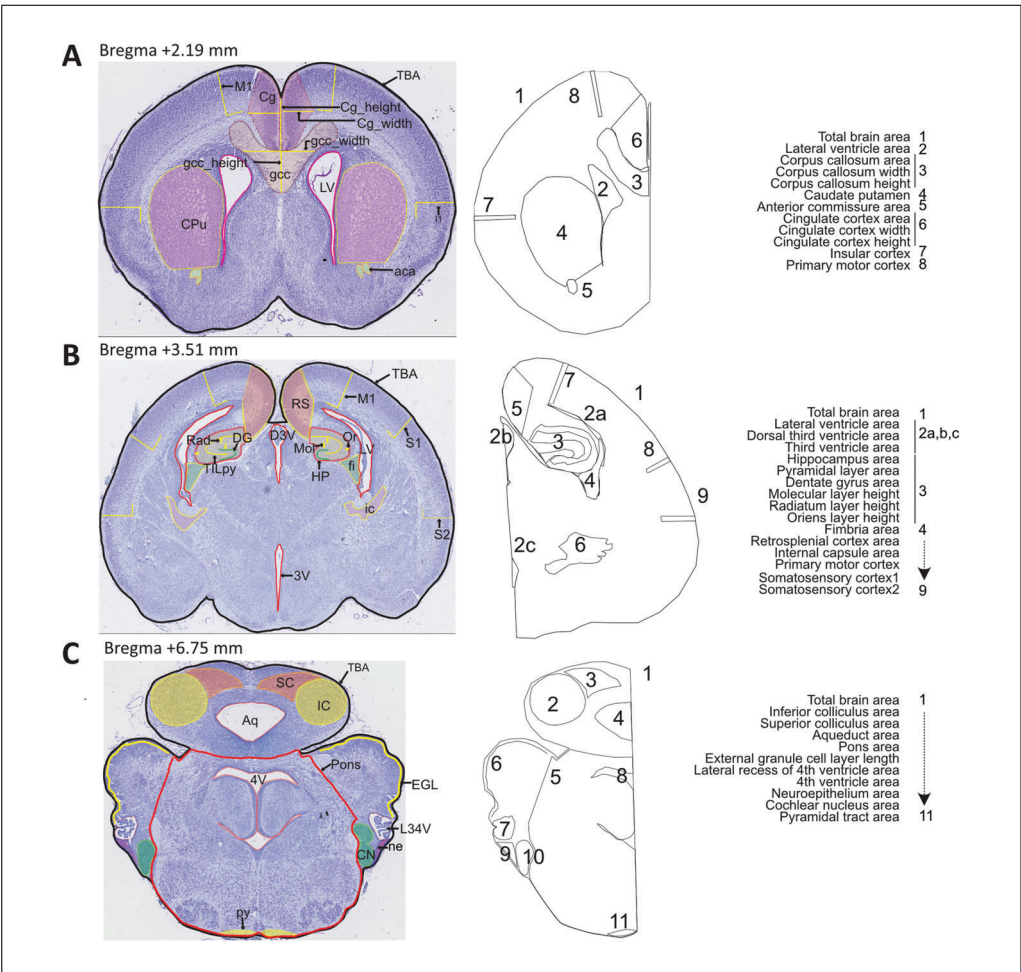 A
Bregma +2.19 mm
TBA
M1
Cg
Cg_height
Cg_width
gcc_width
gcc_height
gcc
LV
CPu
I1
aca
1
8
6
2
3
7
4
5
Total brain area 1
Lateral ventricle area 2
Corpus callosum area
Corpus callosum width 3
Corpus callosum height
Caudate putamen 4
Anterior commissure area 5
Cingulate cortex area
Cingulate cortex width 6
Cingulate cortex height
Insular cortex 7
Primary motor cortex 8
B
Bregma +3.51 mm
TBA
RS
M1
S1
Rad
DG
D3V
Mol
Or
LV
TILpy
HP
fi
ic
S2
3V
7
1
5
2a
2b
3
8
4
9
2c
6
Total brain area 1
Lateral ventricle area
Dorsal third ventricle area 2a,b,c
Third ventricle area
Hippocampus area
Pyramidal layer area
Dentate gyrus area
Molecular layer height 3
Radiatum layer height
Oriens layer height
Fimbria area 4
Retrosplenial cortex area
Internal capsule area
Primary motor cortex
Somatosensory cortex1
Somatosensory cortex2 9
C
Bregma +6.75 mm
TBA
SC
IC
Aq
Pons
4V
EGL
L34V
ne
CN
py
1
3
2
4
6
5
8
7
9
10
11
Total brain area 1
Inferior colliculus area
Superior colliculus area
Aqueduct area
Pons area
External granule cell layer length
Lateral recess of 4th ventricle area
4th ventricle area
Neuroepithelium area
Cochlear nucleus area
Pyramidal tract area 11